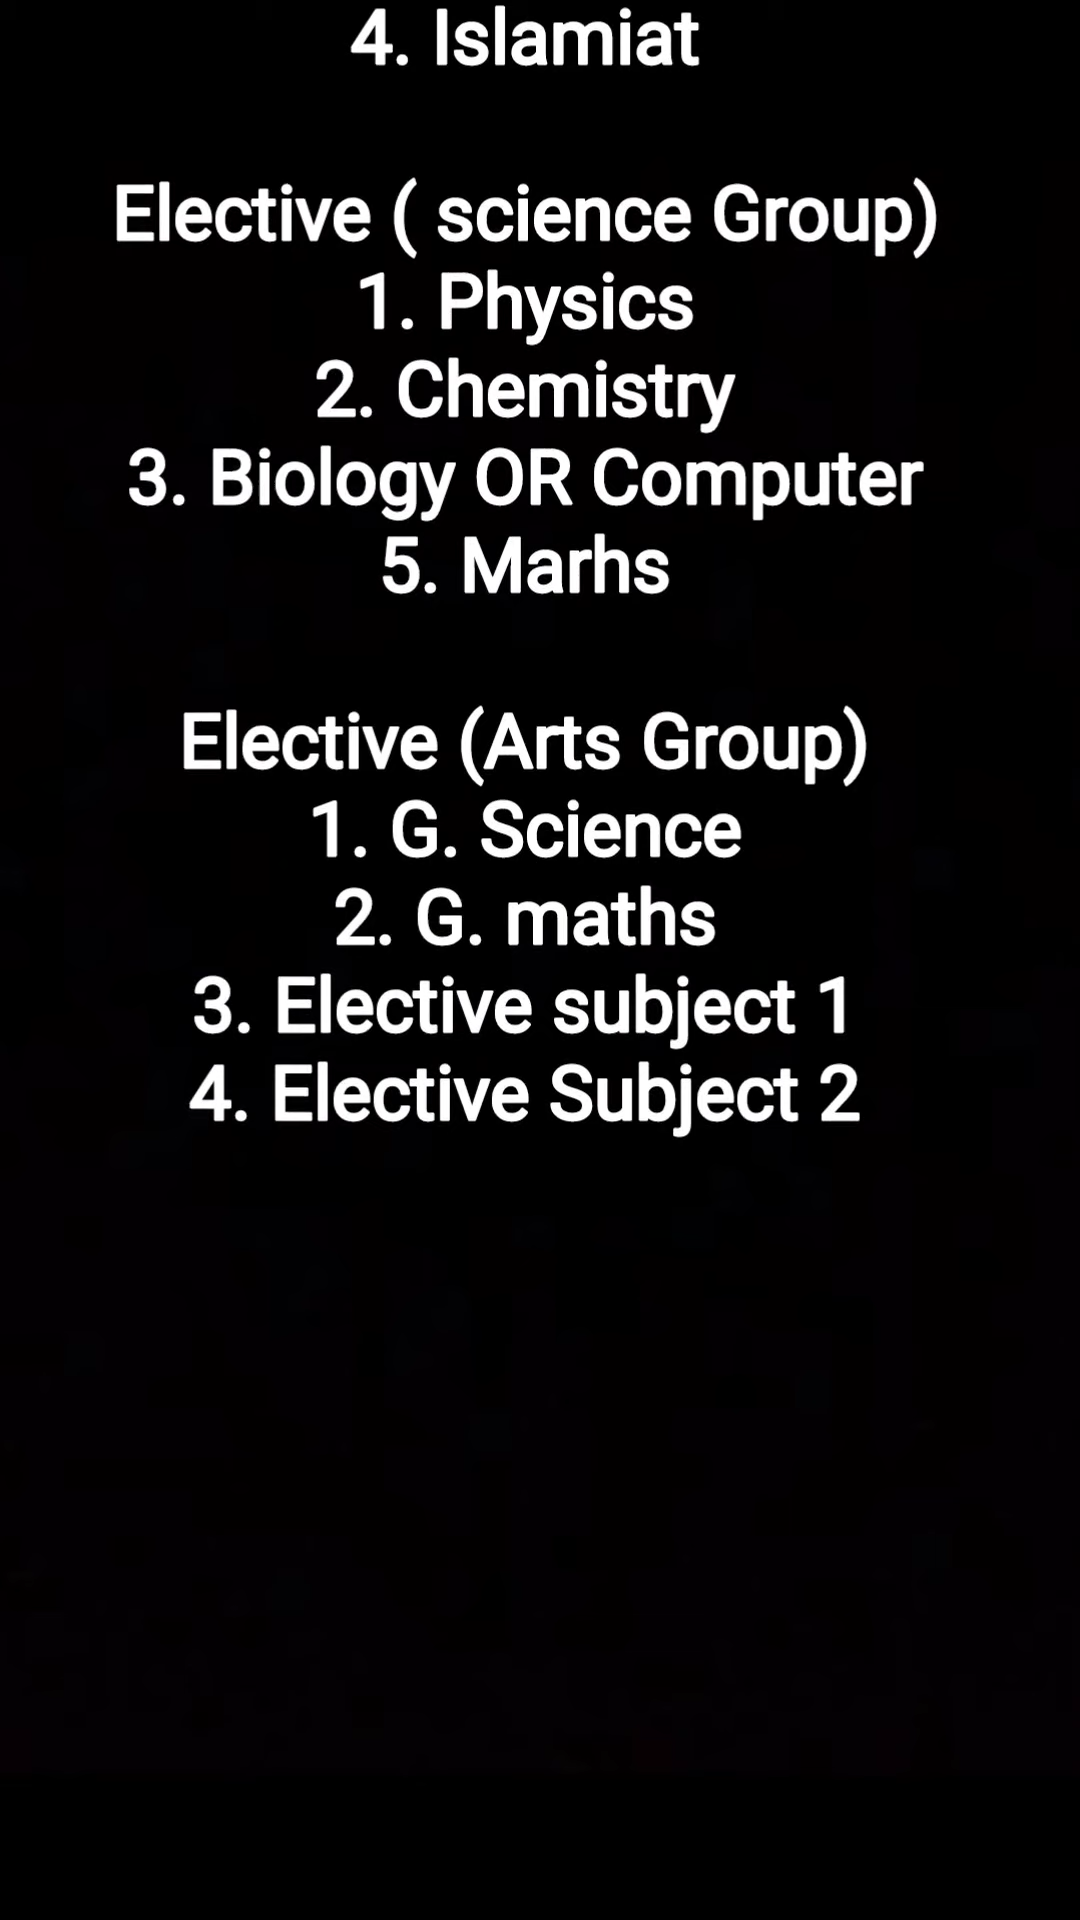 4. Islamiat
Elective ( science Group)
1. Physics
2. Chemistry
3. Biology OR Computer
5. Marhs
Elective (Arts Group)
1. G. Science
2. G. maths
3. Elective subject 1
4. Elective Subject 2